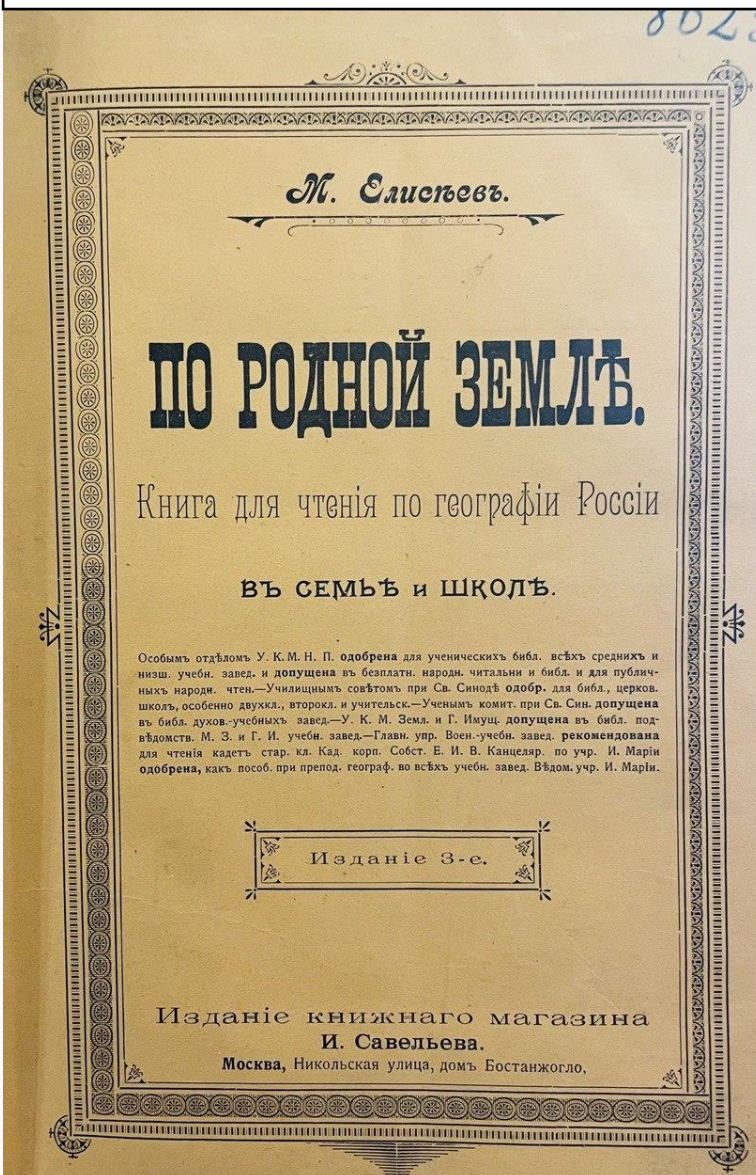 М. Елисѣевъ.
ПО РОДНОЙ ЗЕМЛѢ.
Книга для чтенія по географіи Россіи
ВЪ СЕМЬѢ и ШКОЛѢ.
Особымъ отдѣломъ У. К. М. Н. П. одобрена для ученическихъ библ. всѣхъ среднихъ и
низш. учебн. завед. и допущена въ безплатн. народн. читальни и библ. и для публич-
ныхъ народн. чтен.—Училищнымъ совѣтомъ при Св. Синодѣ одобр. для библ., церков.
школъ, особенно двухкл., второкл. и учительск.—Ученымъ комит. при Св. Син. допущена
въ библ. духов.-учебныхъ завед.—У. К. М. Земл. и Г. Имущ. допущена въ библ. под-
вѣдомств. М. З. и Г. И. учебн. завед.—Главн. упр. Воен.-учебн. завед. рекомендована
для чтенія кадетъ стар. кл. Кад. корп. Собст. Е. И. В. Канцеляр. по учр. И. Маріи
одобрена, какъ пособ. при препод. географ. во всѣхъ учебн. завед. Вѣдом. учр. И. Маріи.
Изданіе 3-е.
Изданіе книжнаго магазина
И. Савельева.
Москва, Никольская улица, домъ Бостанжогло,